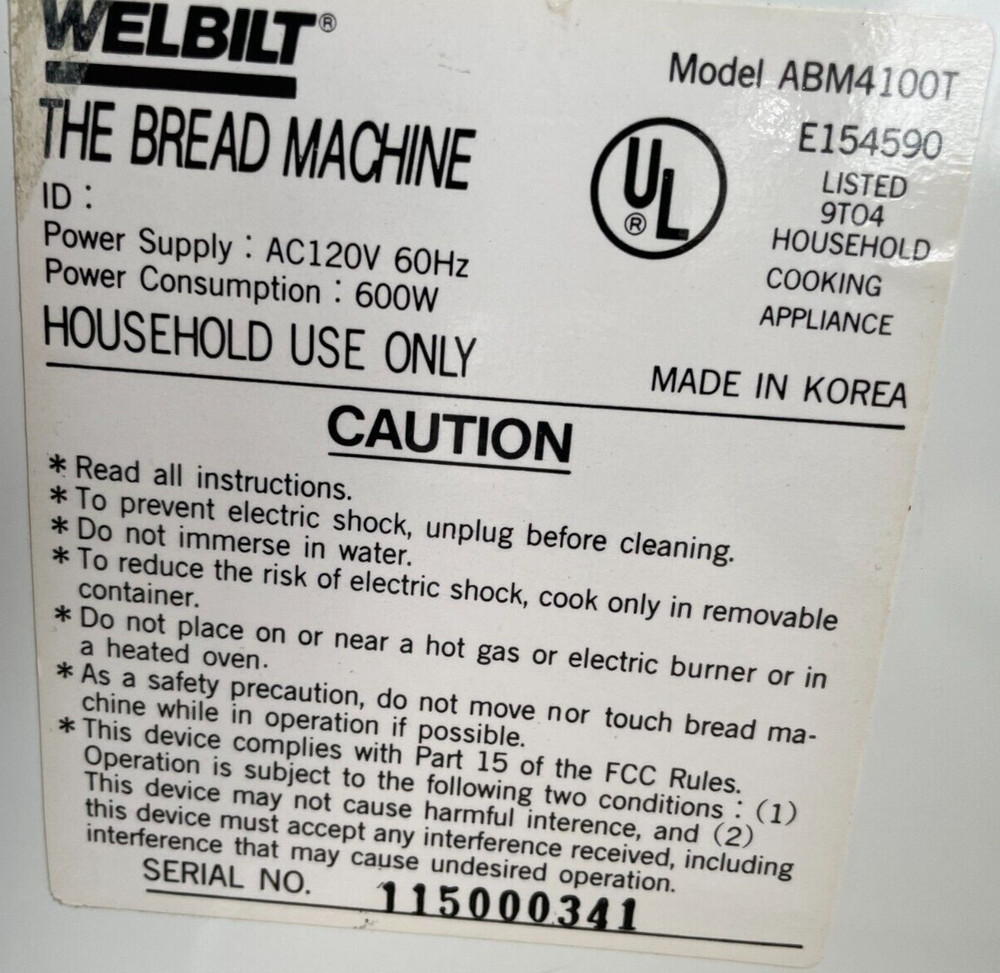 WELBILT®
Model ABM4100T
THE BREAD MACHINE
ID :
Power Supply : AC120V 60Hz
Power Consumption : 600W
HOUSEHOLD USE ONLY
UL ®
E154590
LISTED
9TO4
HOUSEHOLD
COOKING
APPLIANCE
MADE IN KOREA
CAUTION
* Read all instructions.
* To prevent electric shock, unplug before cleaning.
* Do not immerse in water.
* To reduce the risk of electric shock, cook only in removable
container.
* Do not place on or near a hot gas or electric burner or in
a heated oven.
* As a safety precaution, do not move nor touch bread ma-
chine while in operation if possible.
* This device complies with Part 15 of the FCC Rules.
Operation is subject to the following two conditions : (1)
This device may not cause harmful interence, and (2)
this device must accept any interference received, including
interference that may cause undesired operation.
SERIAL NO. 115000341